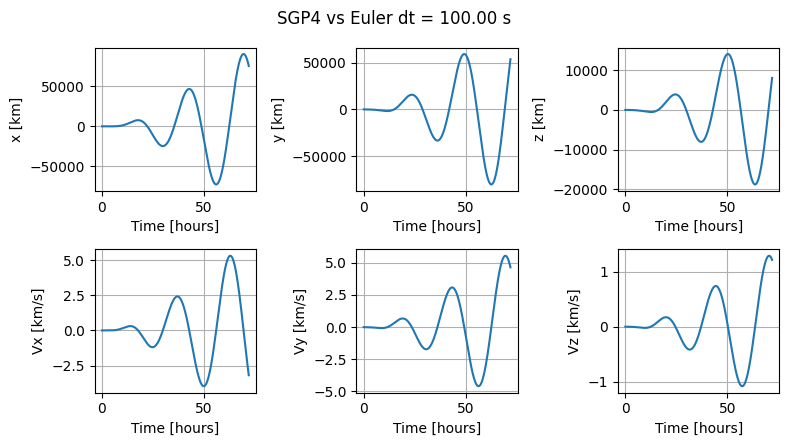 SGP4 vs Euler dt = 100.00 s
x [km]
50000
0
−50000
0
50
Time [hours]
y [km]
50000
0
−50000
0
50
Time [hours]
z [km]
10000
0
−10000
−20000
0
50
Time [hours]
Vx [km/s]
5.0
2.5
0.0
−2.5
0
50
Time [hours]
Vy [km/s]
5.0
2.5
0.0
−2.5
−5.0
0
50
Time [hours]
Vz [km/s]
1
0
−1
0
50
Time [hours]